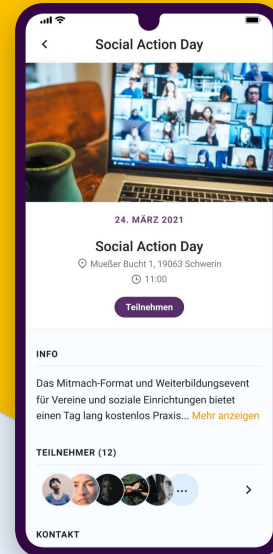 Social Action Day
24. MÄRZ 2021
Social Action Day
Mueßer Bucht 1, 19063 Schwerin
11:00
Teilnehmen
INFO
Das Mitmach-Format und Weiterbildungsevent
für Vereine und soziale Einrichtungen bietet
einen Tag lang kostenlos Praxis... Mehr anzeigen
TEILNEHMER (12)
...
KONTAKT